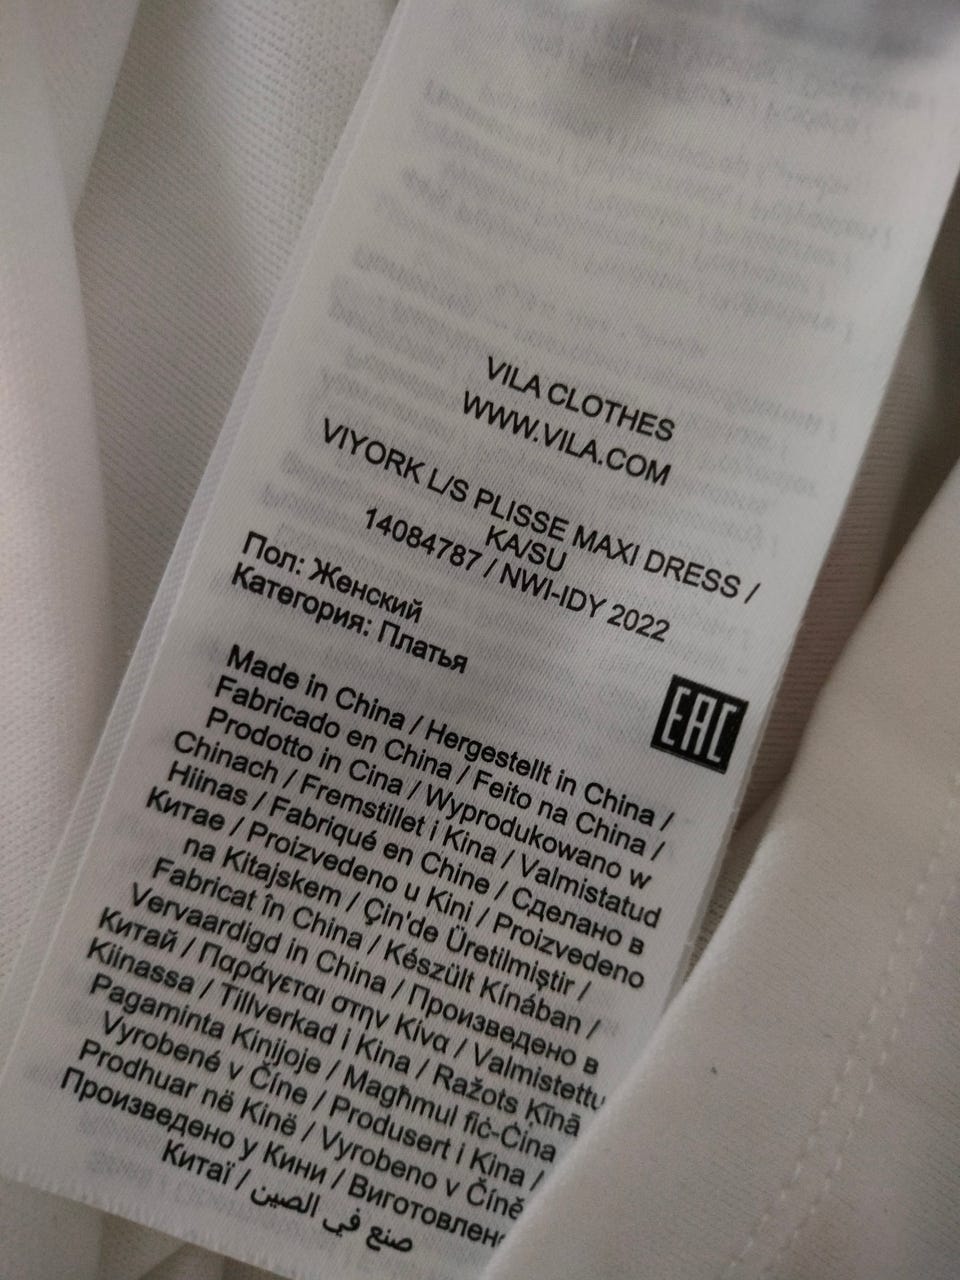 VILA CLOTHES
WWW.VILA.COM
VIYORK L/S PLISSE MAXI DRESS /
KA/SU
14084787 / NWI-IDY 2022
Пол: Женский
Категория: Платья
EAC
Made in China / Hergestellt in China /
Fabricado en China / Feito na China /
Prodotto in Cina / Wyprodukowano w
Chinach / Fremstillet i Kina / Valmistatud
Hiinas / Fabriqué en Chine / Сделано в
Китае / Proizvedeno u Kini / Proizvedeno
na Kitajskem / Çin'de Üretilmiştir /
Fabricat în China / Készült Kínában /
Vervaardigd in China / Произведено в
Китай / Παράγεται στην Κίνα / Valmistettu
Kiinassa / Tillverkad i Kina / Ražots Ķīnā
Pagaminta Kinijoje / Magħmul fiċ-Ċina
Vyrobené v Číne / Produsert i Kina /
Prodhuar në Kinë / Vyrobeno v Číně
Произведено у Кини / Виготовлено
Китаї / صنع في الصين